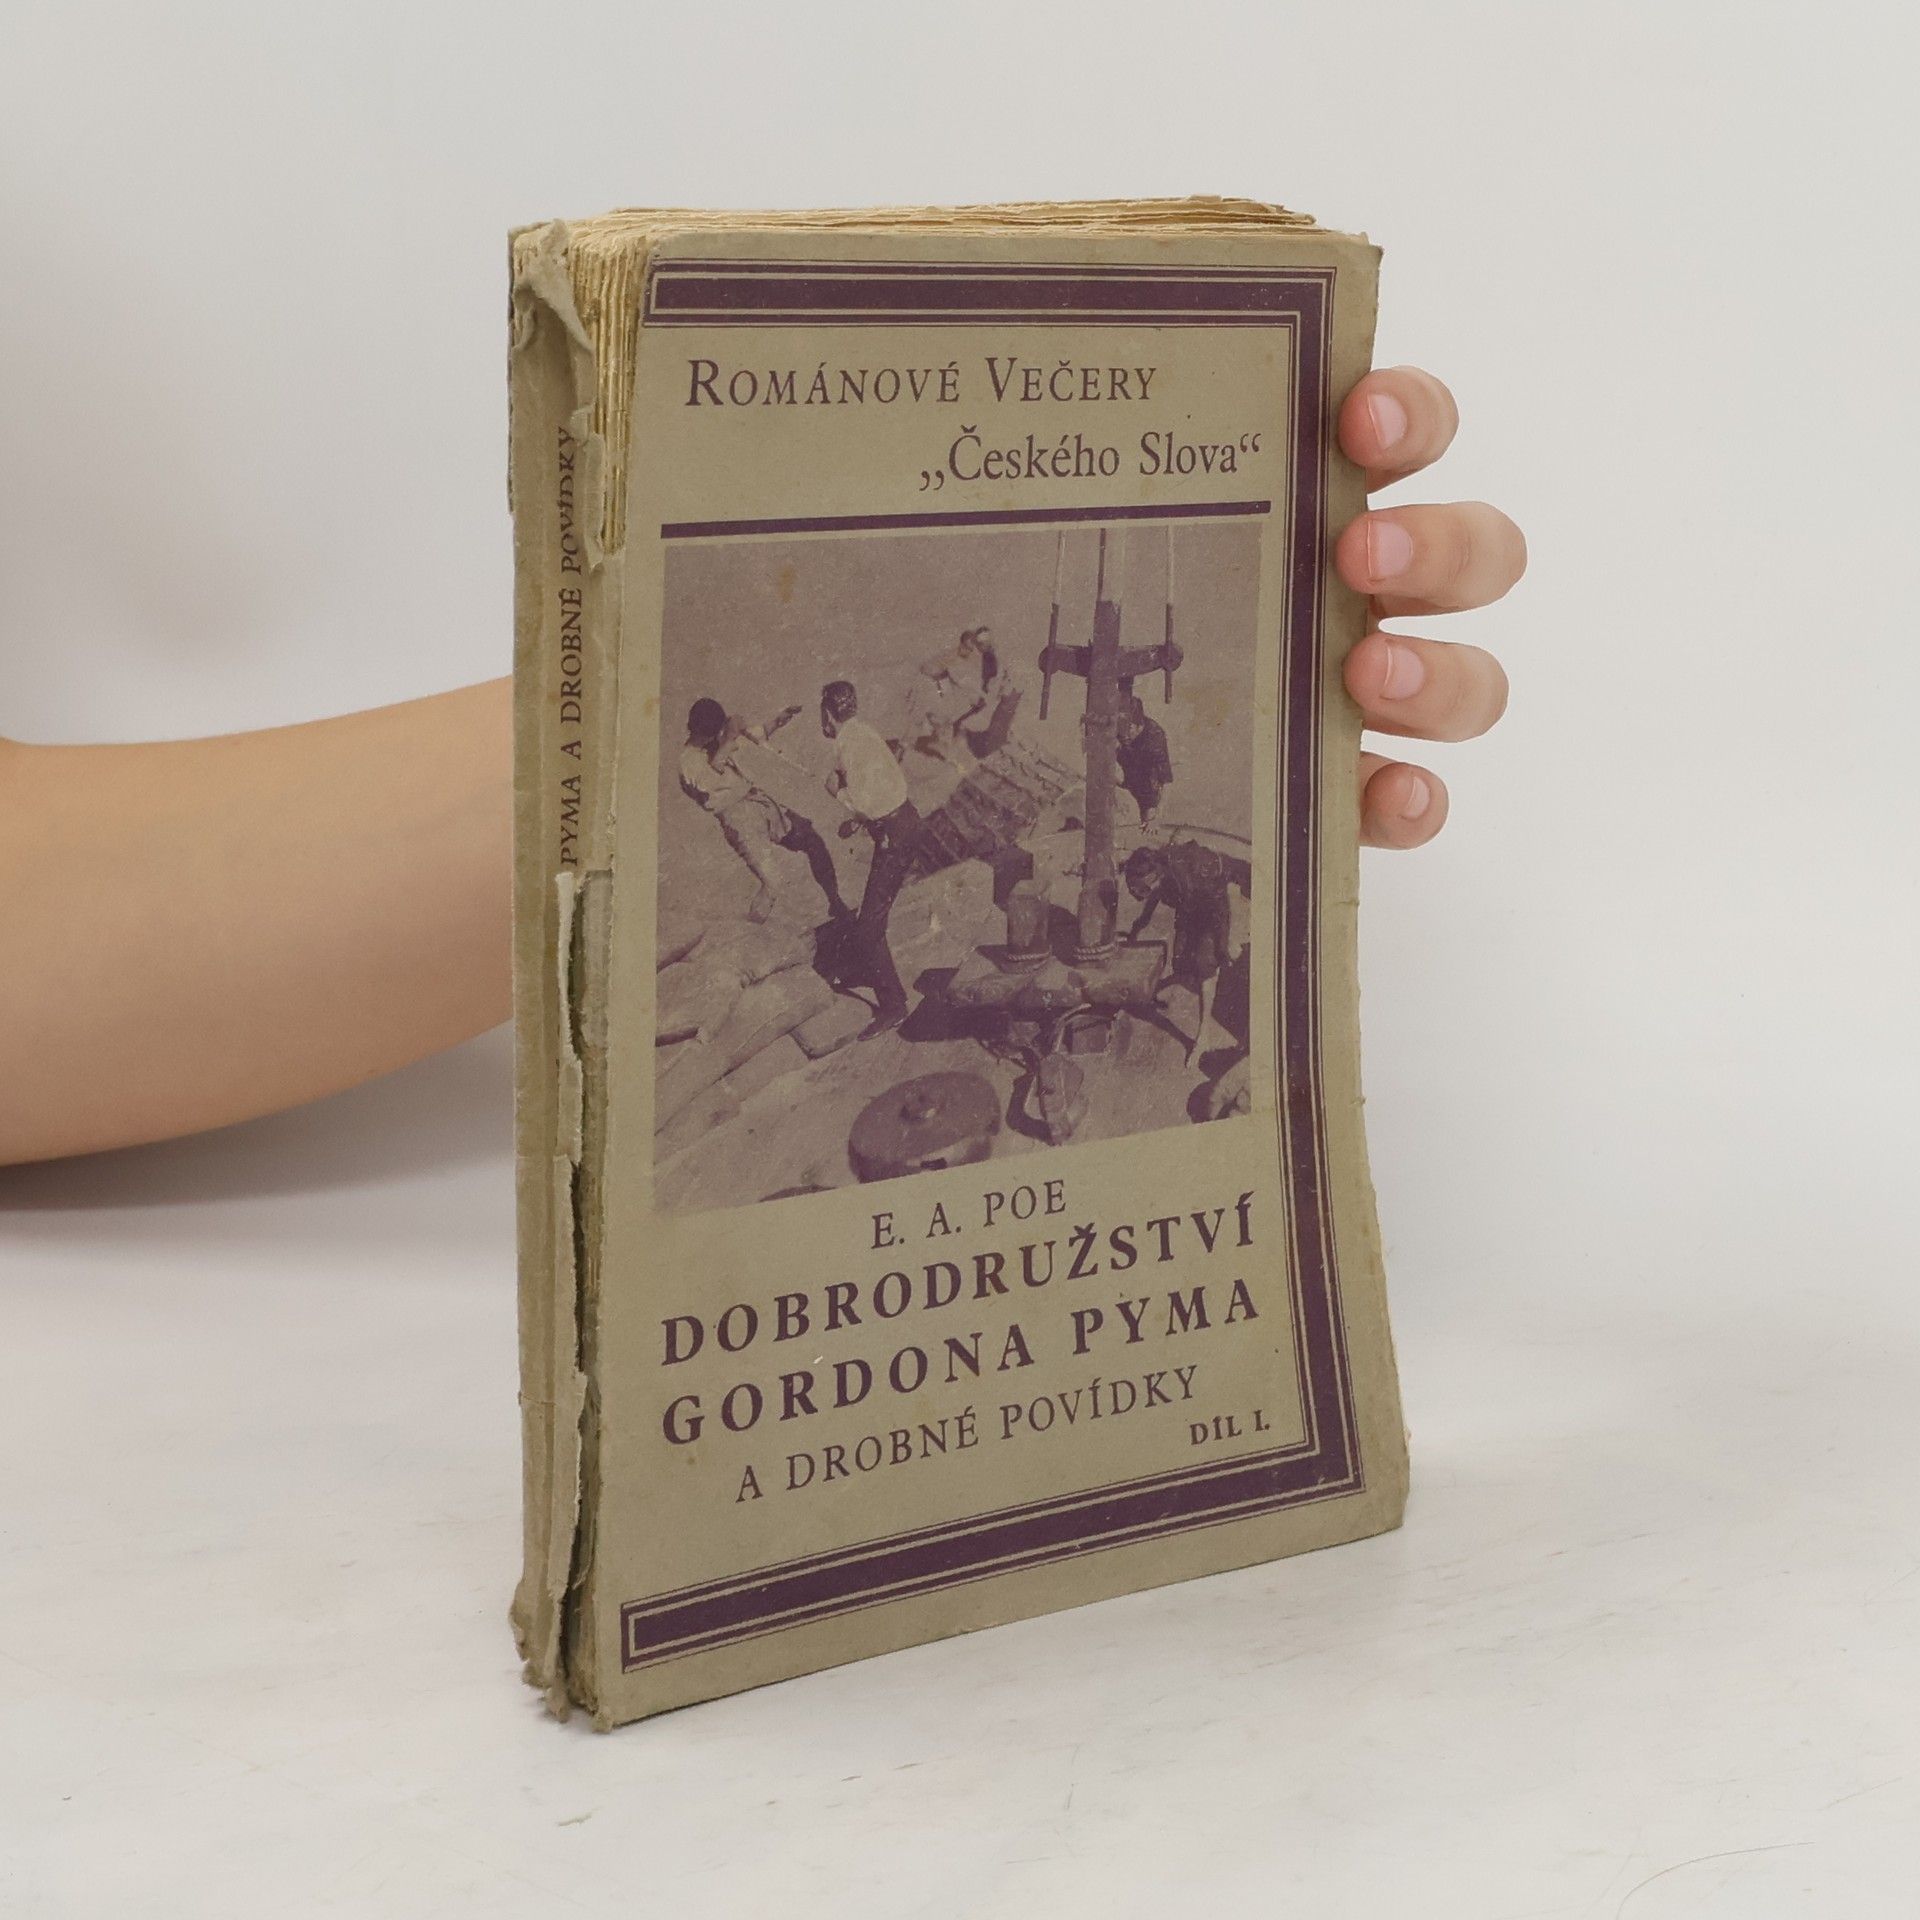 Románové Večery
„Českého Slova“
E. A. POE
DOBRODRUŽSTVÍ
GORDONA PYMA
A DROBNÉ POVÍDKY
DÍL I.
PYMA A DROBNÉ POVÍDKY